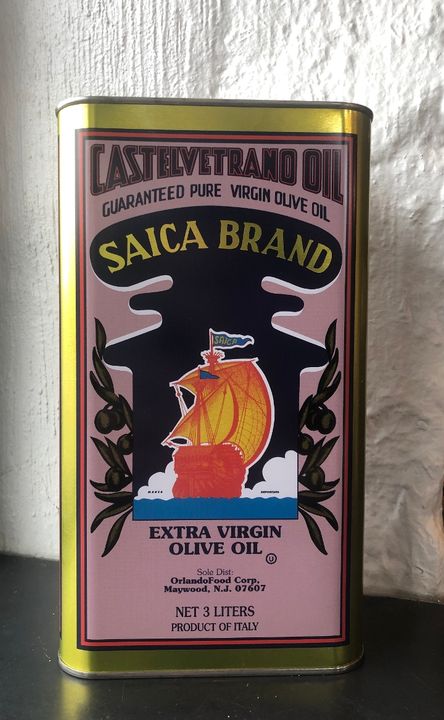 CASTELVETRANO OIL
GUARANTEED PURE VIRGIN OLIVE OIL
SAICA BRAND
SAICA
EXTRA VIRGIN
OLIVE OIL
U
Sole Dist:
OrlandoFood Corp,
Maywood, N.J. 07607
NET 3 LITERS
PRODUCT OF ITALY